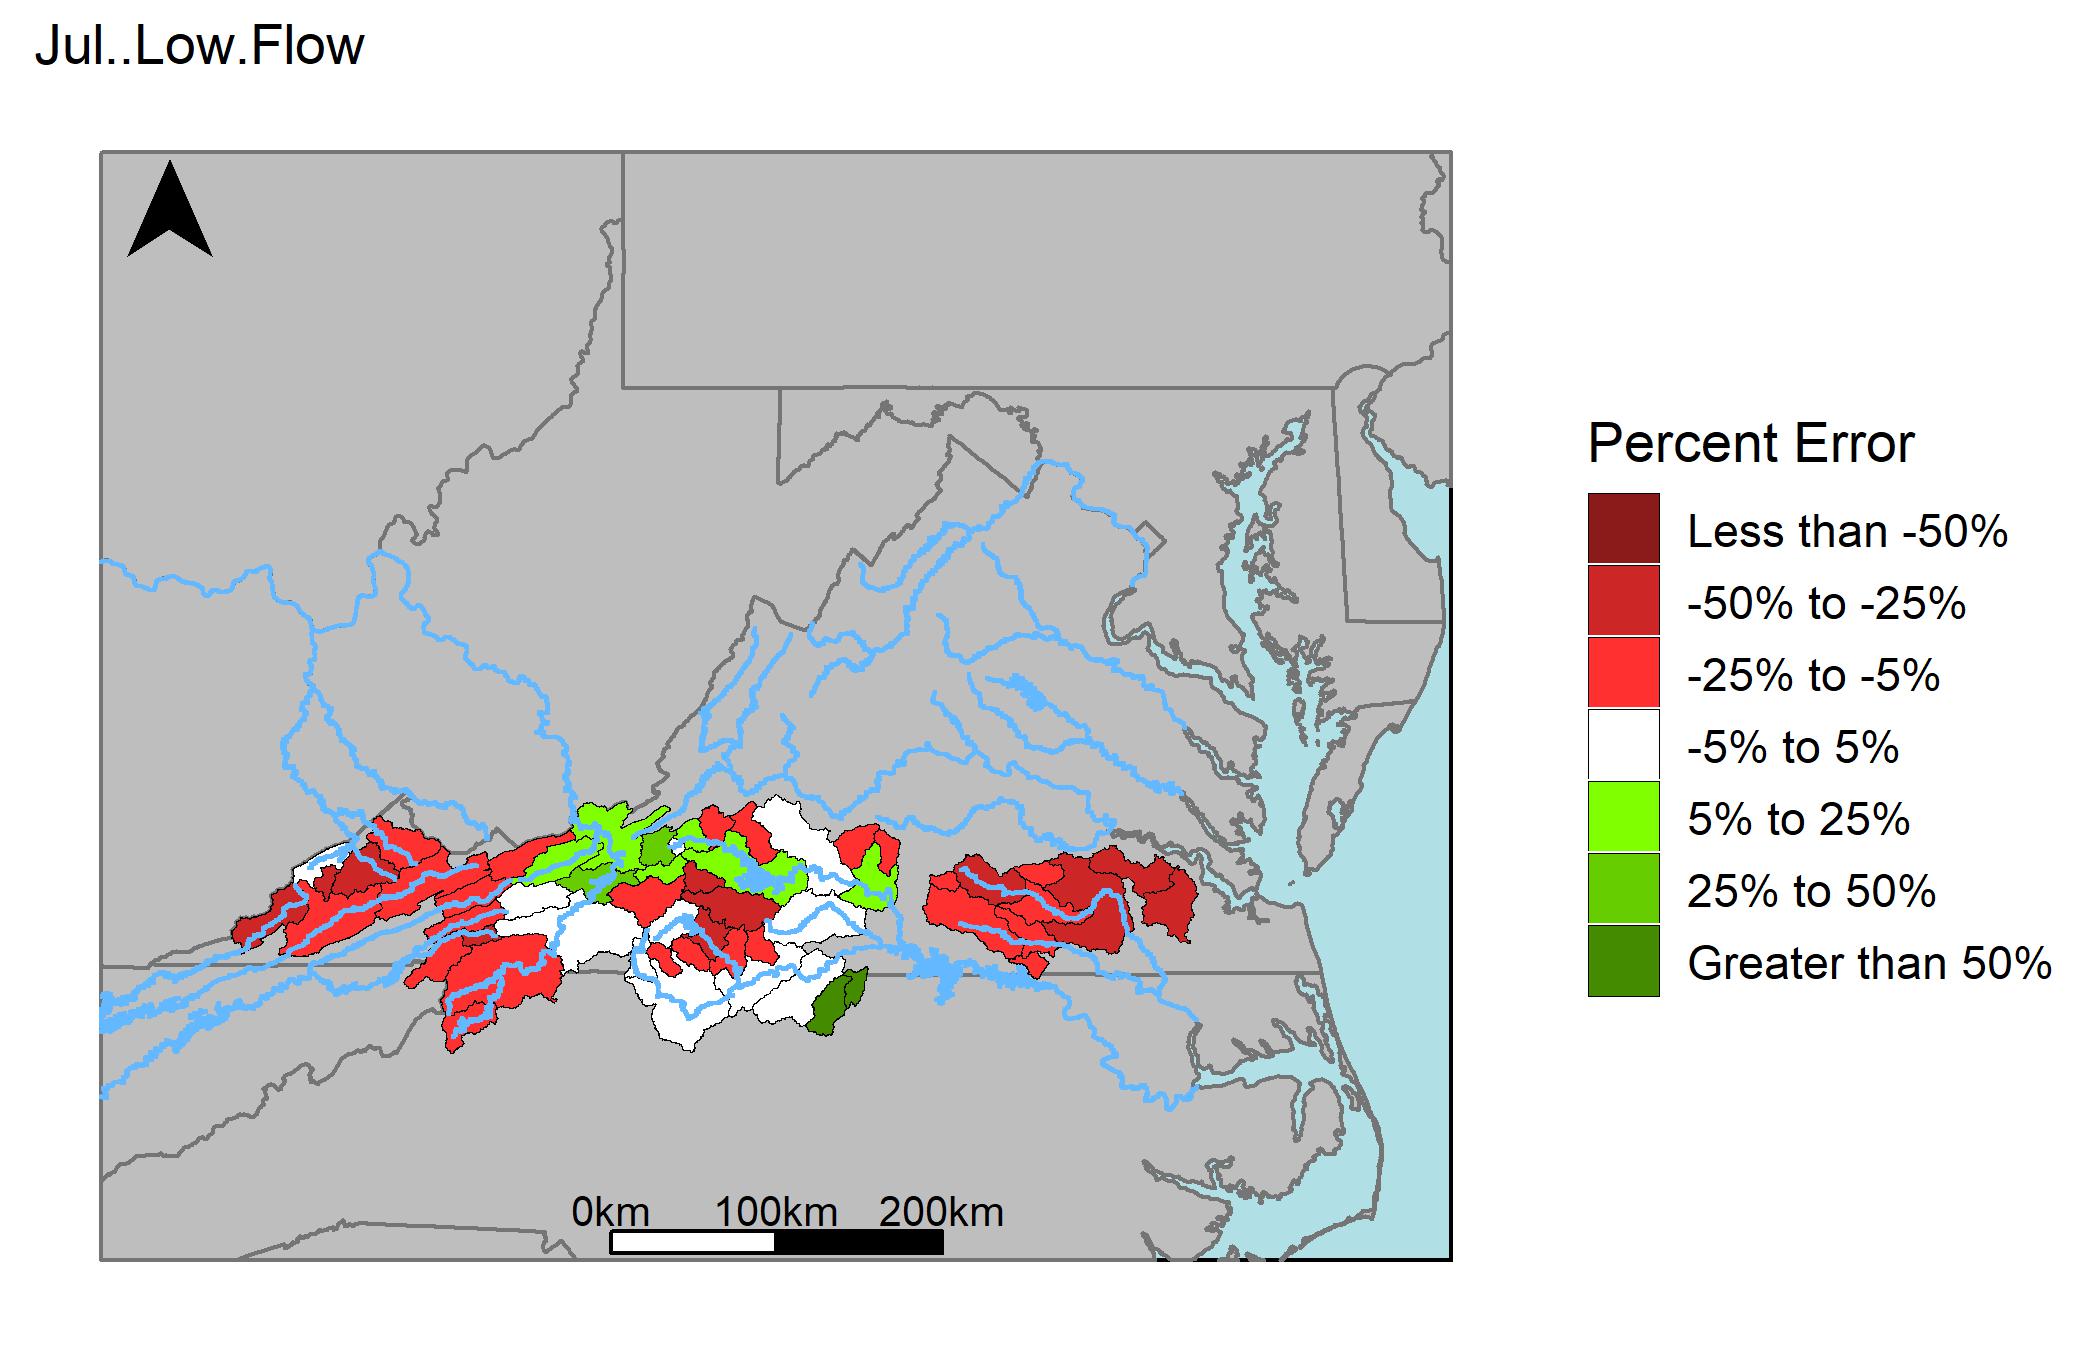 Jul..Low.Flow
Percent Error
Less than -50%
-50% to -25%
-25% to -5%
-5% to 5%
5% to 25%
25% to 50%
Greater than 50%
0km 100km 200km